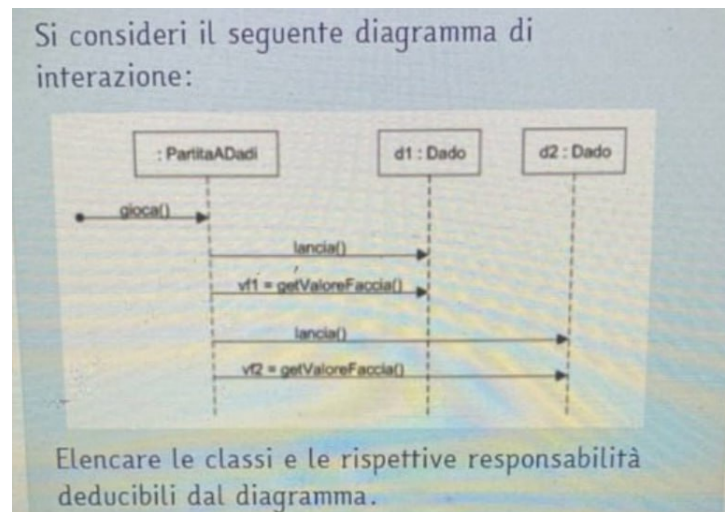 Si consideri il seguente diagramma di
interazione:
: PartitaADadi
d1 : Dado
d2 : Dado
gioca()
lancia()
vf1 = getValoreFaccia()
lancia()
vf2 = getValoreFaccia()
Elencare le classi e le rispettive responsabilità
deducibili dal diagramma.